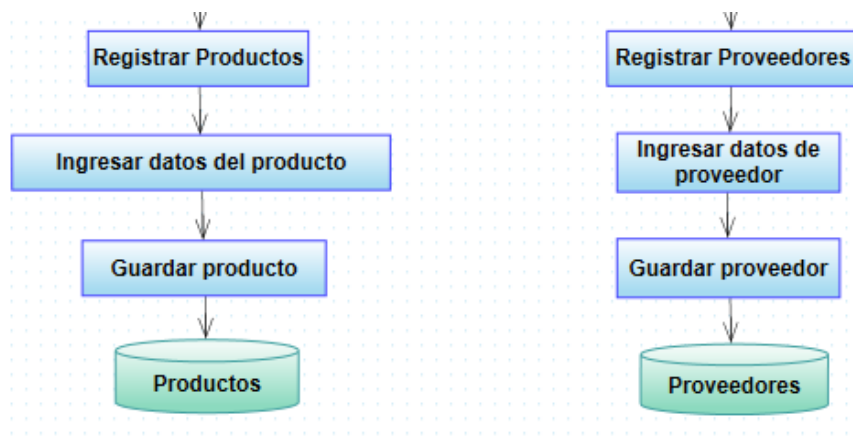 Registrar Productos
Ingresar datos del producto
Guardar producto
Productos
Registrar Proveedores
Ingresar datos de
proveedor
Guardar proveedor
Proveedores